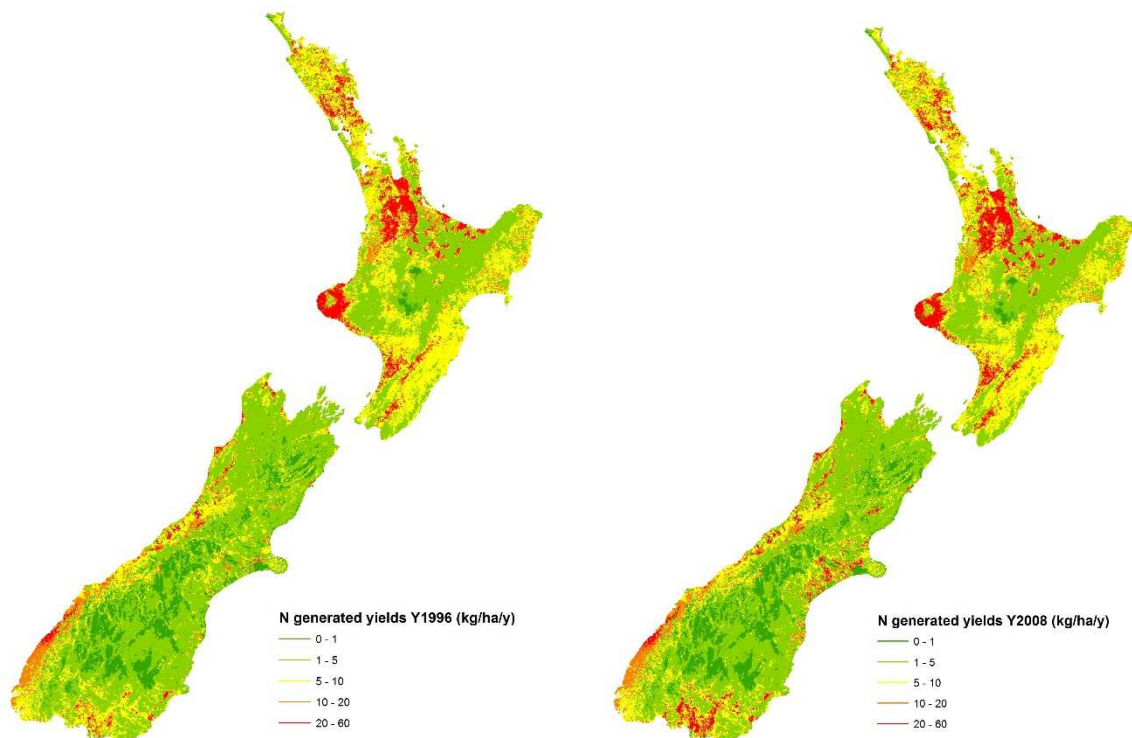 N generated yields Y1996 (kg/ha/y)
0 - 1
1 - 5
5 - 10
10 - 20
20 - 60
N generated yields Y2008 (kg/ha/y)
0 - 1
1 - 5
5 - 10
10 - 20
20 - 60